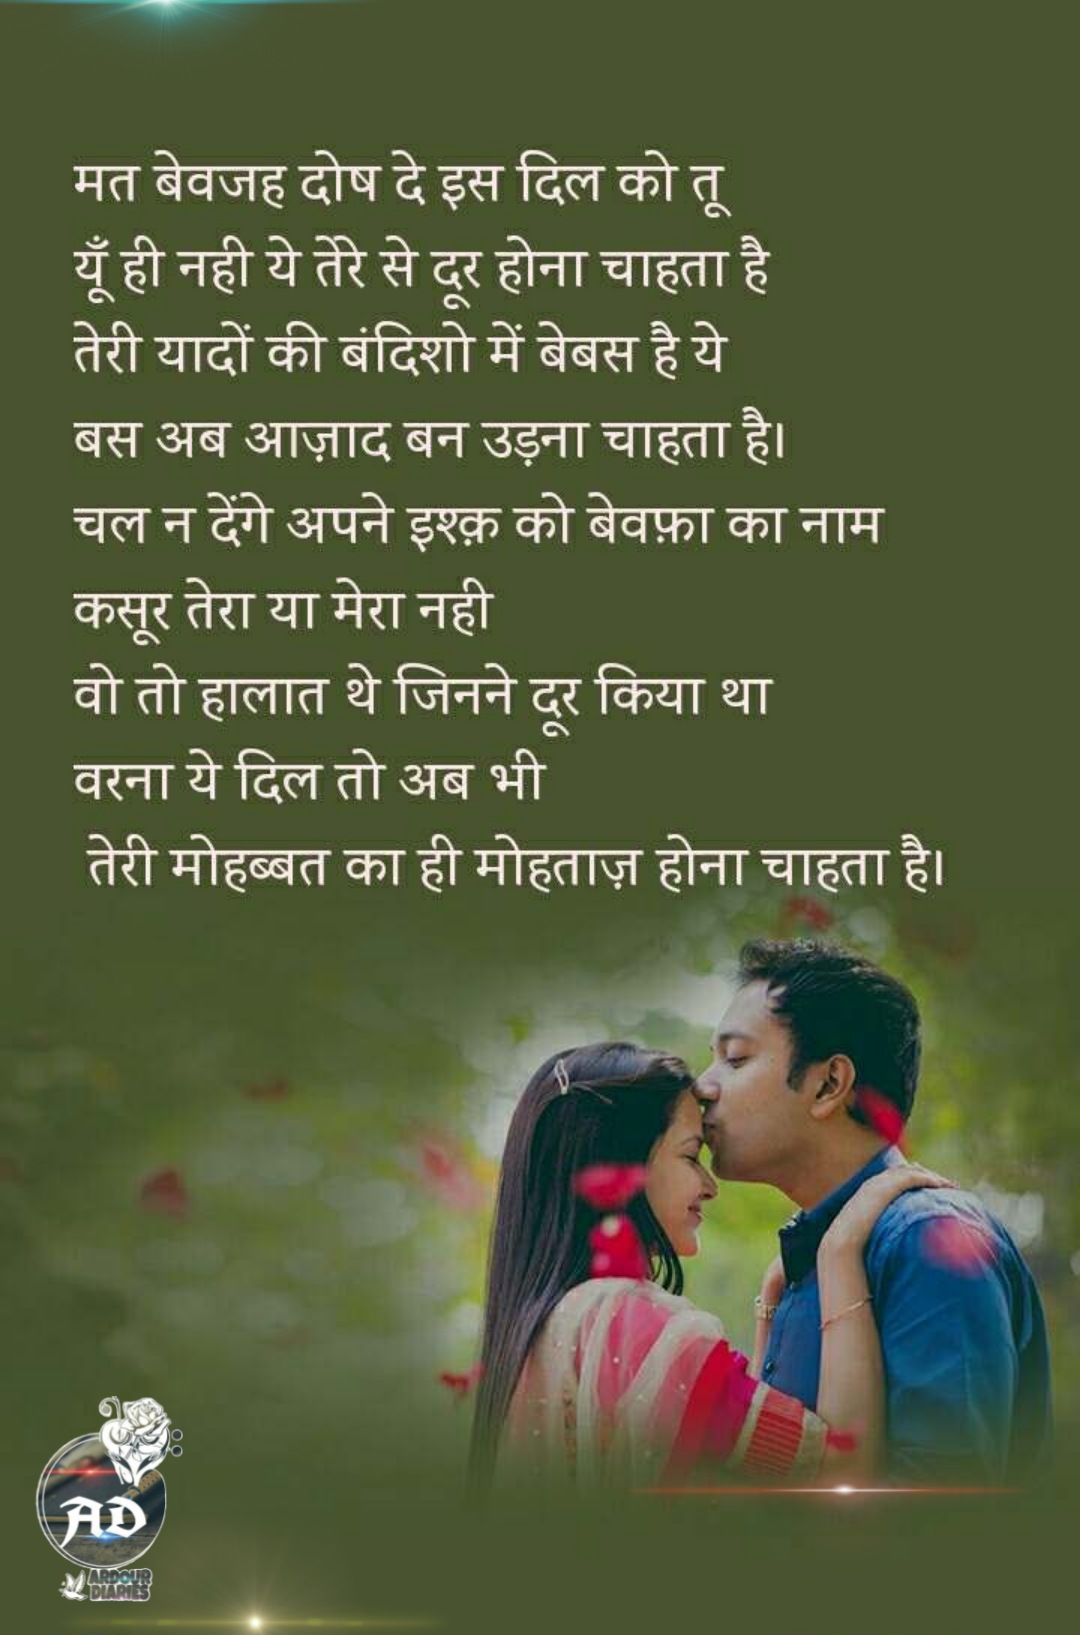 मत बेवजह दोष दे इस दिल को तू
यूँ ही नही ये तेरे से दूर होना चाहता है
तेरी यादों की बंदिशो में बेबस है ये
बस अब आज़ाद बन उड़ना चाहता है।
चल न देंगे अपने इश्क़ को बेवफ़ा का नाम
कसूर तेरा या मेरा नही
वो तो हालात थे जिनने दूर किया था
वरना ये दिल तो अब भी
तेरी मोहब्बत का ही मोहताज़ होना चाहता है।
AD
ARDOUR
DIARIES